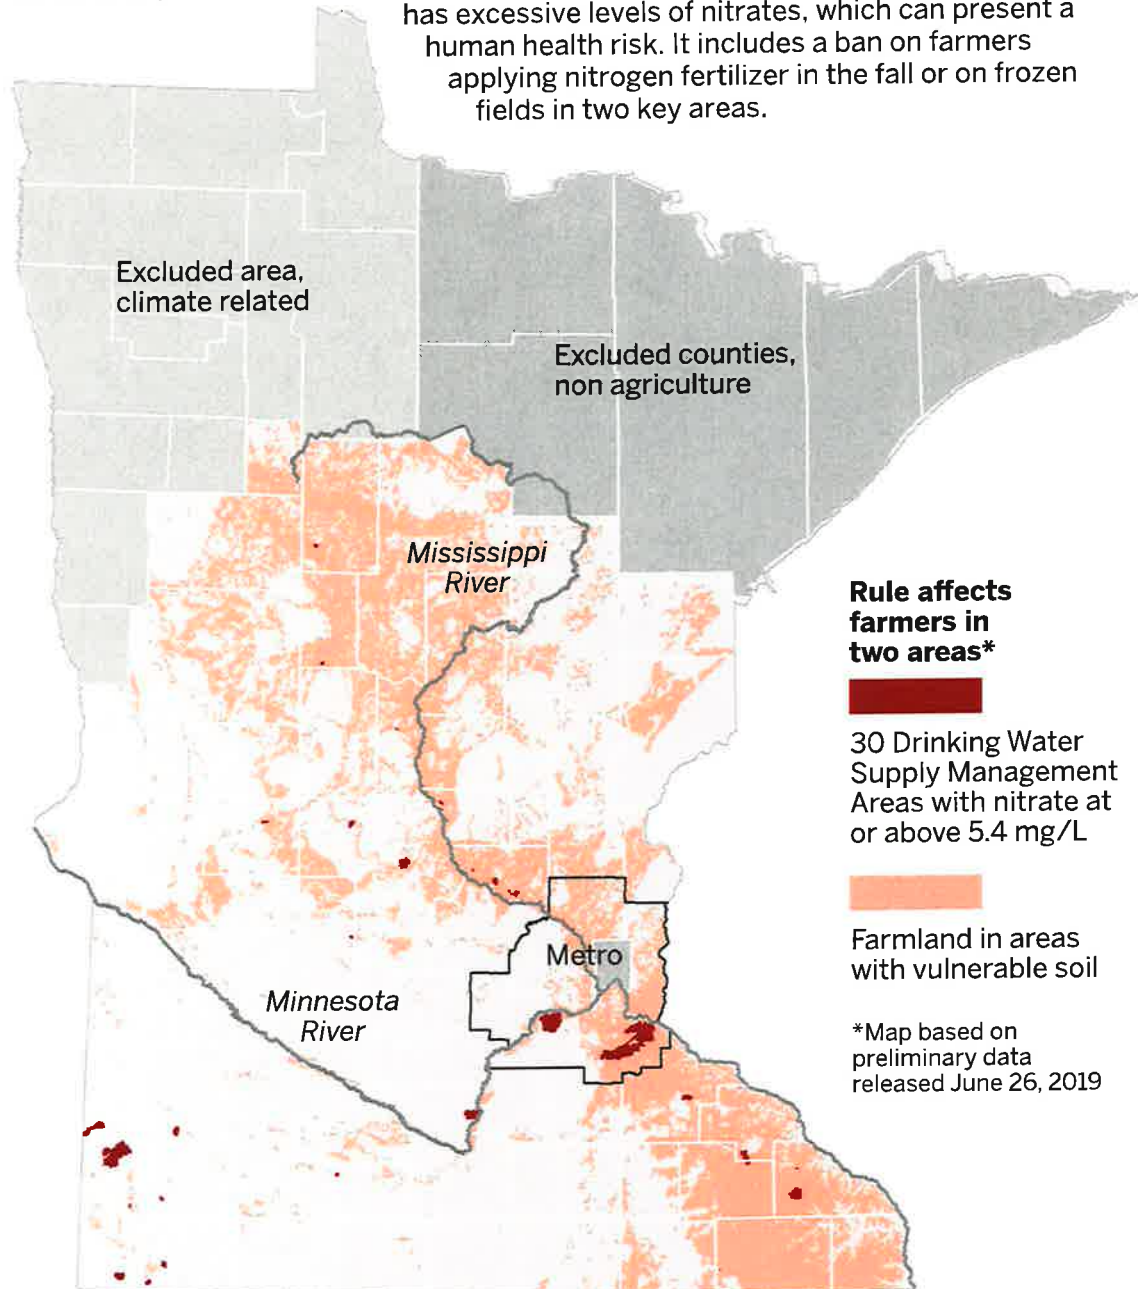 has excessive levels of nitrates, which can present a
human health risk. It includes a ban on farmers
applying nitrogen fertilizer in the fall or on frozen
fields in two key areas.
Excluded area,
climate related
Excluded counties,
non agriculture
Mississippi
River
Rule affects
farmers in
two areas*
30 Drinking Water
Supply Management
Areas with nitrate at
or above 5.4 mg/L
Farmland in areas
with vulnerable soil
Metro
Minnesota
River
*Map based on
preliminary data
released June 26, 2019